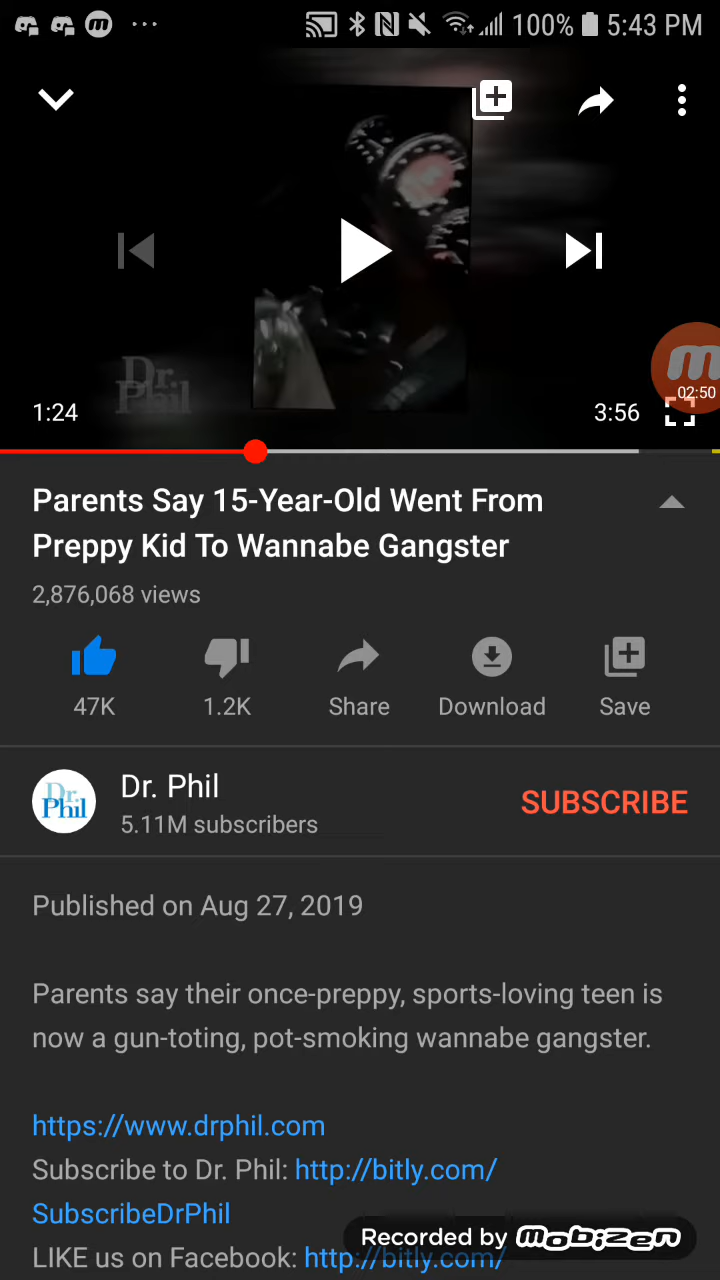 100% 5:43 PM
Dr.
Phil
02:50
1:24 3:56
Parents Say 15-Year-Old Went From
Preppy Kid To Wannabe Gangster
2,876,068 views
47K 1.2K Share Download Save
Dr.
Phil
Dr. Phil
5.11M subscribers
SUBSCRIBE
Published on Aug 27, 2019
Parents say their once-preppy, sports-loving teen is
now a gun-toting, pot-smoking wannabe gangster.
https://www.drphil.com
Subscribe to Dr. Phil: http://bitly.com/
SubscribeDrPhil
LIKE us on Facebook: http://bitly.com/
Recorded by mobizen